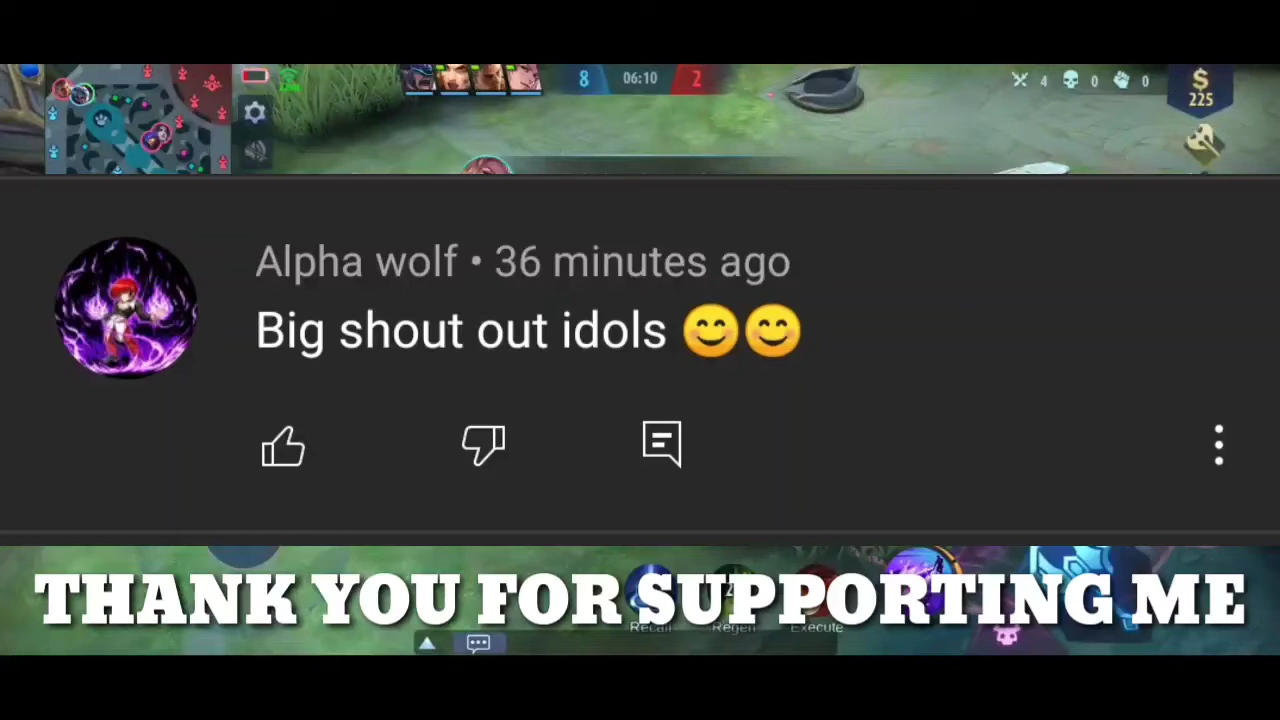 8 06:10 2 4 0 0
225
Alpha wolf • 36 minutes ago
Big shout out idols 😊😊
THANK YOU FOR SUPPORTING ME
Recall Regen Execute